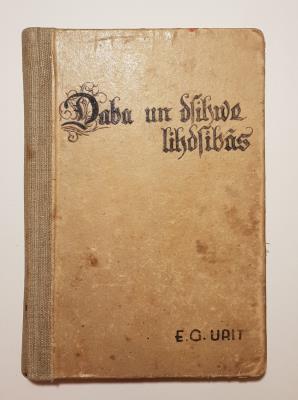 Daba un dsihwe
lihdsibās
E. G. URIT